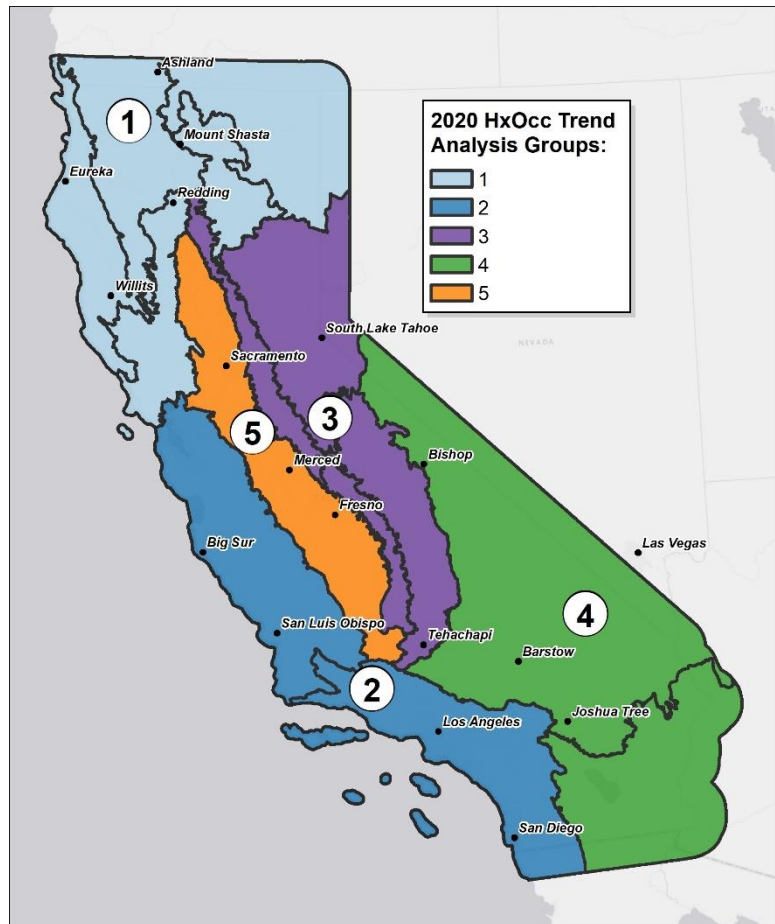 Ashland
1
2020 HxOcc Trend
Analysis Groups:
1
2
3
4
5
Mount Shasta
Eureka
Redding
Willits
South Lake Tahoe
NEVADA
Sacramento
3
5
Bishop
Merced
Fresno
Las Vegas
Big Sur
4
San Luis Obispo
Tehachapi
Barstow
2
Joshua Tree
Los Angeles
San Diego